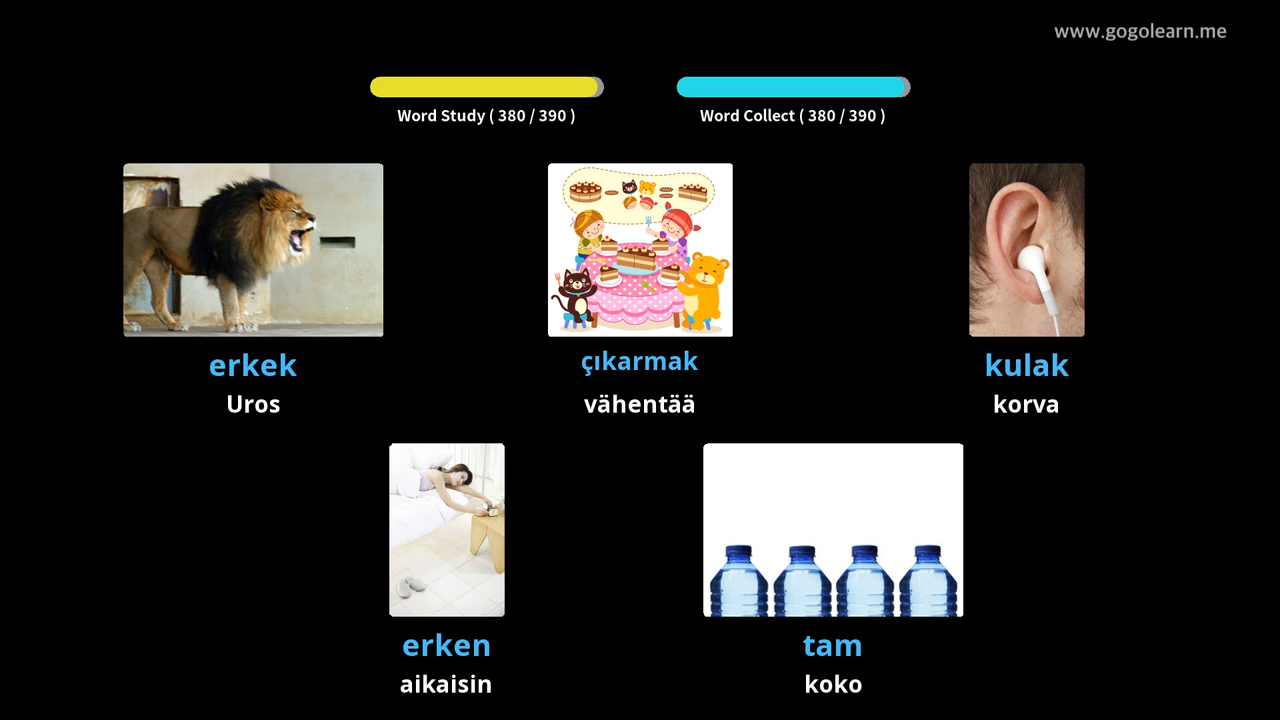 www.gogolearn.me
Word Study ( 380 / 390 )
Word Collect ( 380 / 390 )
erkek
Uros
çıkarmak
vähentää
kulak
korva
erken
aikaisin
tam
koko